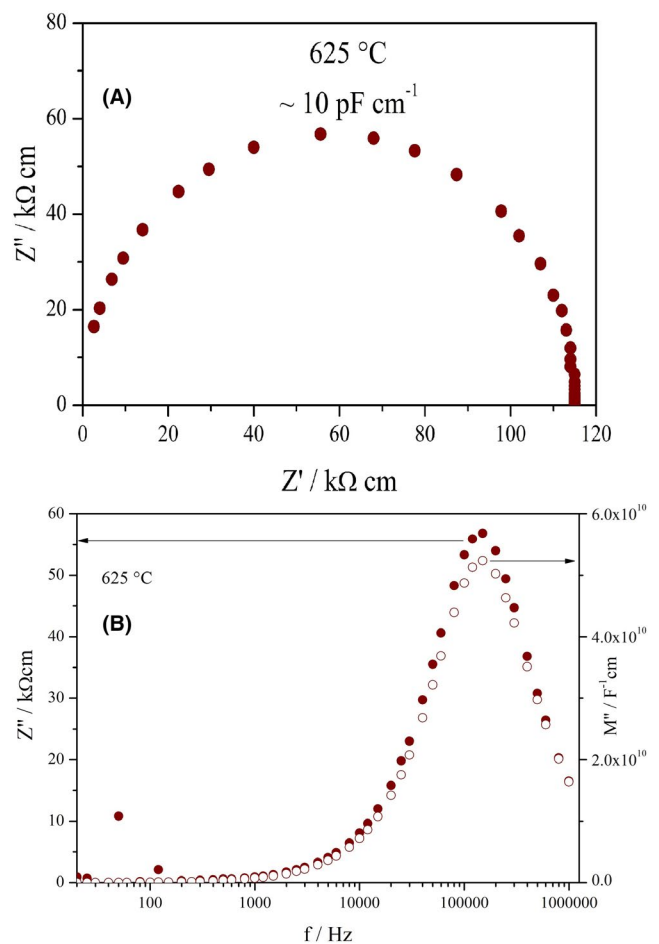 80
625 °C
(A)
~ 10 pF cm⁻¹
60
Z" / kΩ cm
40
20
0
0 20 40 60 80 100 120
Z' / kΩ cm
60 6.0x10¹⁰
50
625 °C
(B)
40 4.0x10¹⁰
Z" / kΩcm
M" / F⁻¹cm
30
20 2.0x10¹⁰
10
0 0.0
100 1000 10000 100000 1000000
f / Hz